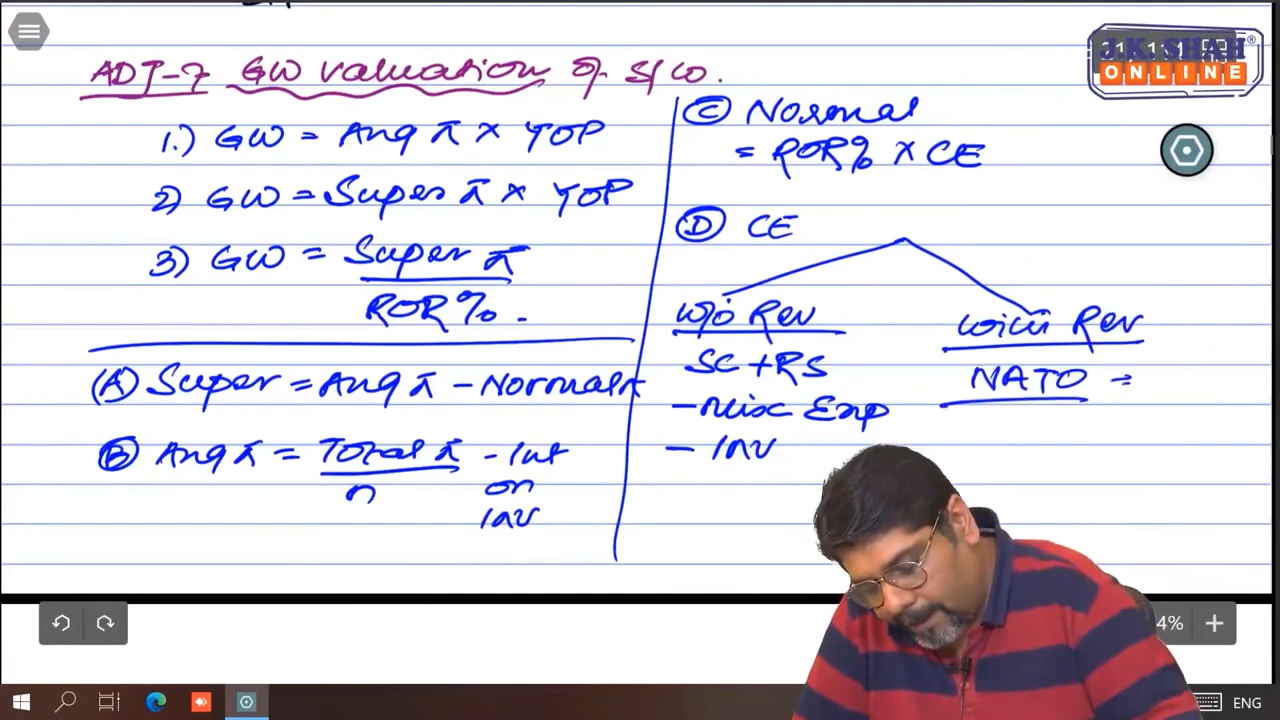 ADJ-7 GW valuation of S/Co.
1.) GW = Avg π × YOP
2) GW = Super π × YOP
3) GW = Super π
ROR%.
(A) Super = Avg π - Normal π
(B) Avg π = Total π - Int
n on
Inv
(C) Normal
= ROR% × CE
(D) CE
w/o Rev
SC + RS
- Misc Exp
- Inv
with Rev
NATO =
J.K. SHAH®
ONLINE
4% +
ENG